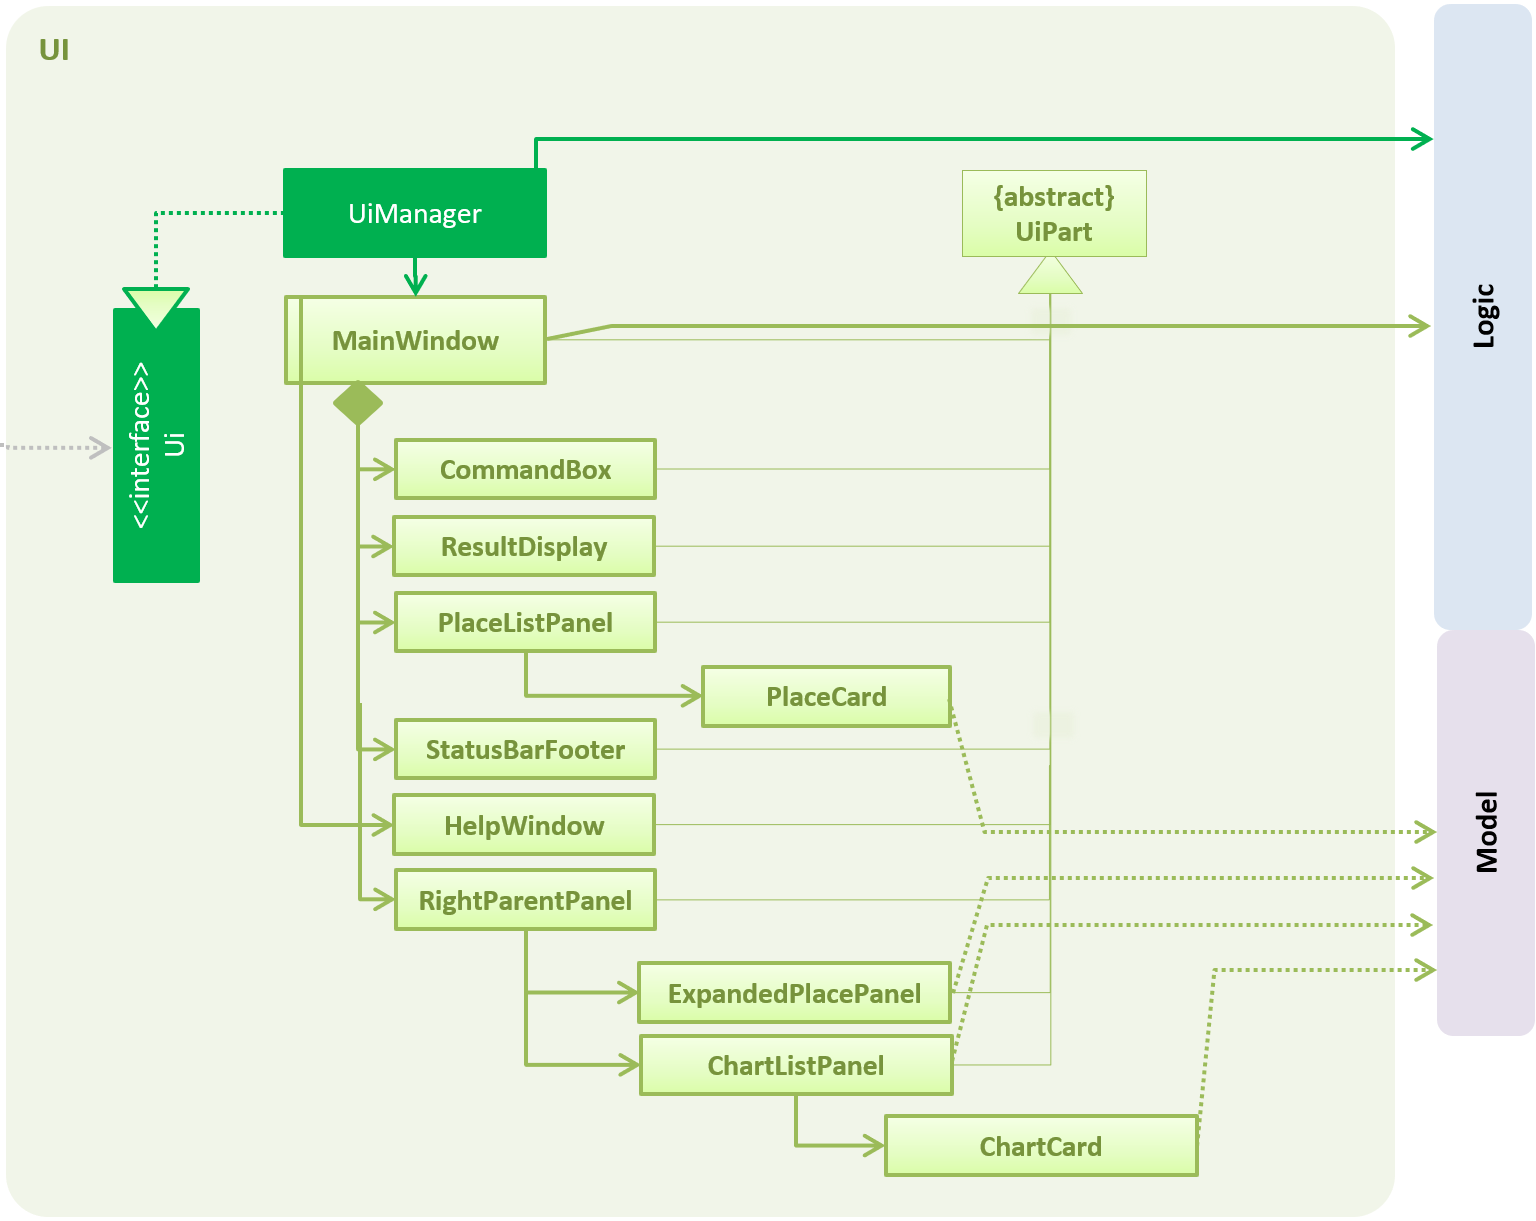 UI
UiManager
{abstract}
UiPart
Logic
MainWindow
<<interface>>
Ui
CommandBox
ResultDisplay
PlaceListPanel
PlaceCard
StatusBarFooter
HelpWindow
Model
RightParentPanel
ExpandedPlacePanel
ChartListPanel
ChartCard